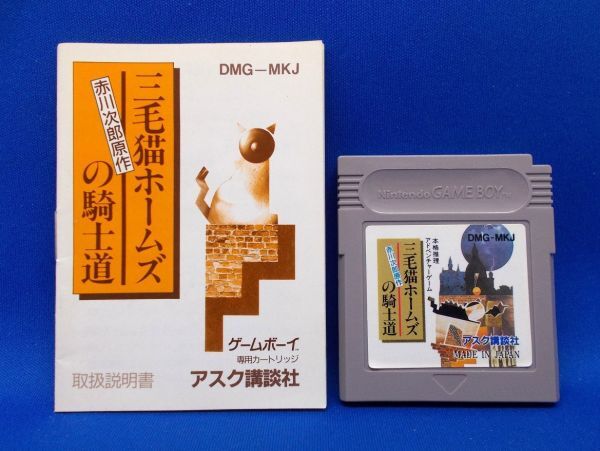 DMG-MKJ
三毛猫ホームズの騎士道
赤川次郎原作
ゲームボーイ™
専用カートリッジ
取扱説明書
アスク講談社
Nintendo GAME BOY™
DMG-MKJ
本格推理
アドベンチャーゲーム
三毛猫ホームズの騎士道
赤川次郎原作
アスク講談社
MADE IN JAPAN